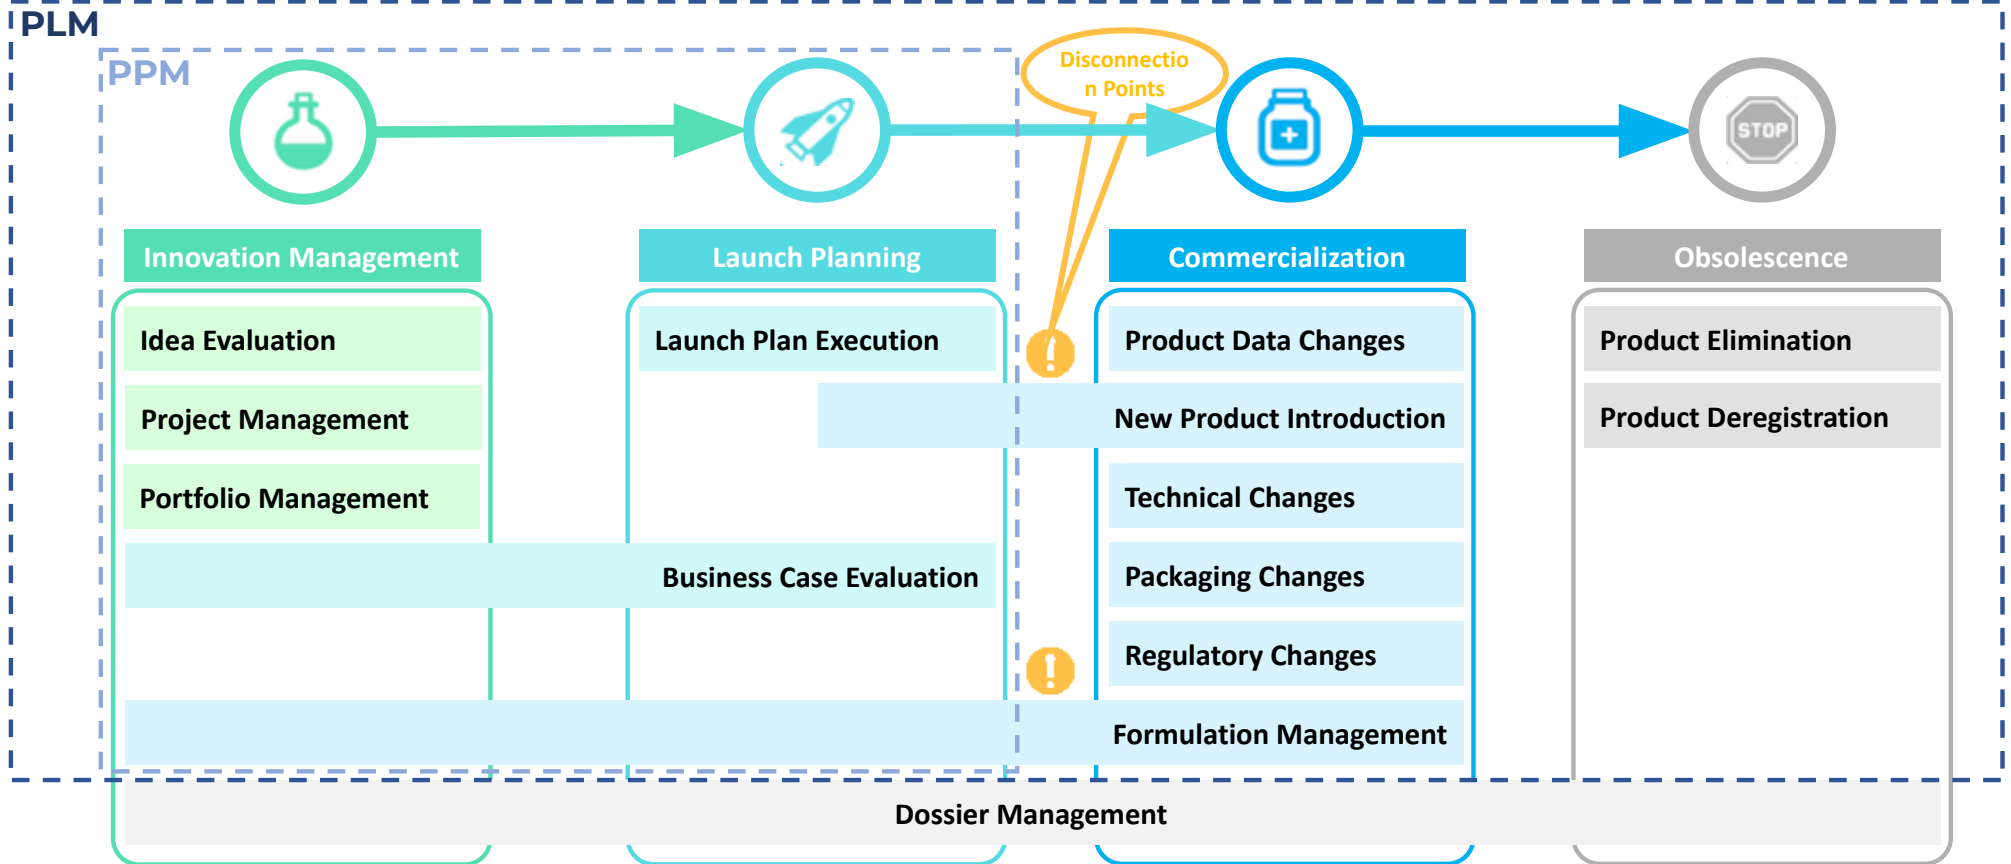 PLM
PPM
Disconnectio
n Points
STOP
Innovation Management
Launch Planning
Commercialization
Obsolescence
Idea Evaluation
Launch Plan Execution
Product Data Changes
Product Elimination
Project Management
New Product Introduction
Product Deregistration
Portfolio Management
Technical Changes
Business Case Evaluation
Packaging Changes
Regulatory Changes
Formulation Management
Dossier Management